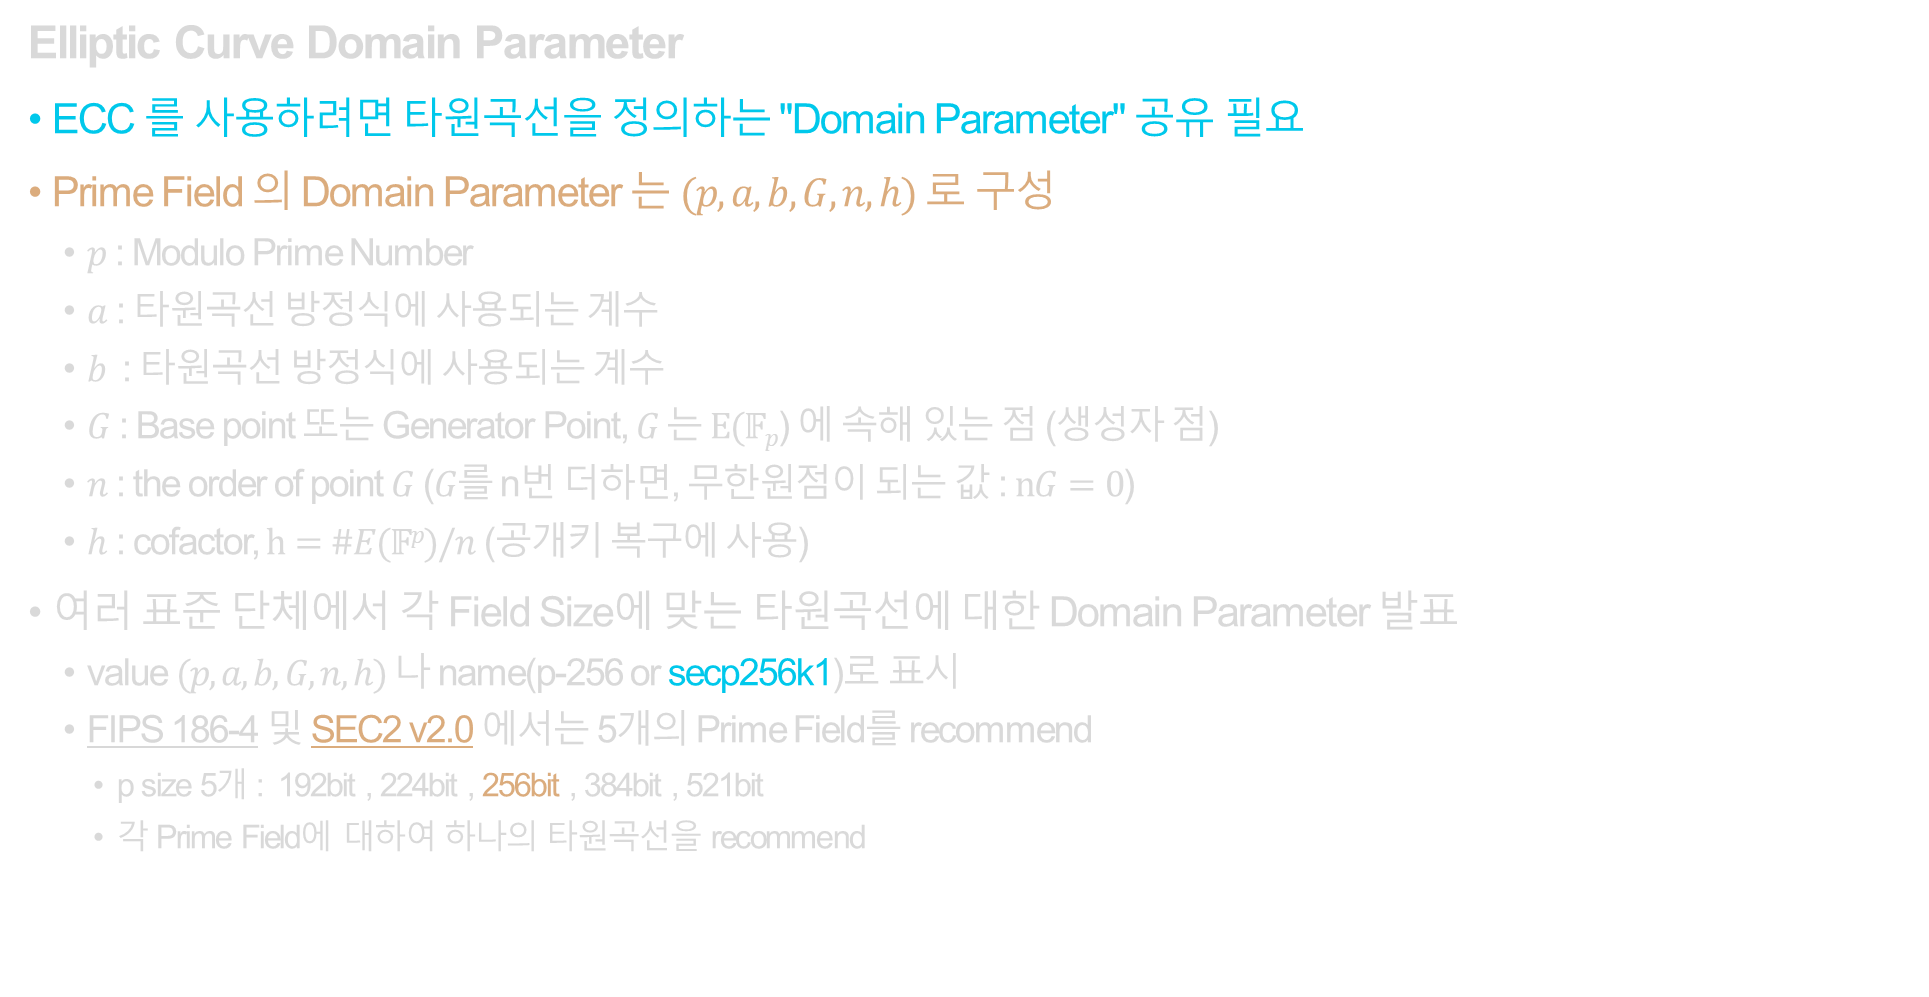 Elliptic Curve Domain Parameter
• ECC 를 사용하려면 타원곡선을 정의하는 "Domain Parameter" 공유 필요
• Prime Field 의 Domain Parameter 는 (p, a, b, G, n, h) 로 구성
• p : Modulo Prime Number
• a : 타원곡선 방정식에 사용되는 계수
• b : 타원곡선 방정식에 사용되는 계수
• G : Base point 또는 Generator Point, G 는 E(𝔽ₚ) 에 속해 있는 점 (생성자 점)
• n : the order of point G (G를 n번 더하면, 무한원점이 되는 값 : nG = 0)
• h : cofactor, h = #E(𝔽ᵖ)/n (공개키 복구에 사용)
• 여러 표준 단체에서 각 Field Size에 맞는 타원곡선에 대한 Domain Parameter 발표
• value (p, a, b, G, n, h) 나 name(p-256 or secp256k1)로 표시
• FIPS 186-4 및 SEC2 v2.0 에서는 5개의 Prime Field를 recommend
• p size 5개 : 192bit , 224bit , 256bit , 384bit , 521bit
• 각 Prime Field에 대하여 하나의 타원곡선을 recommend